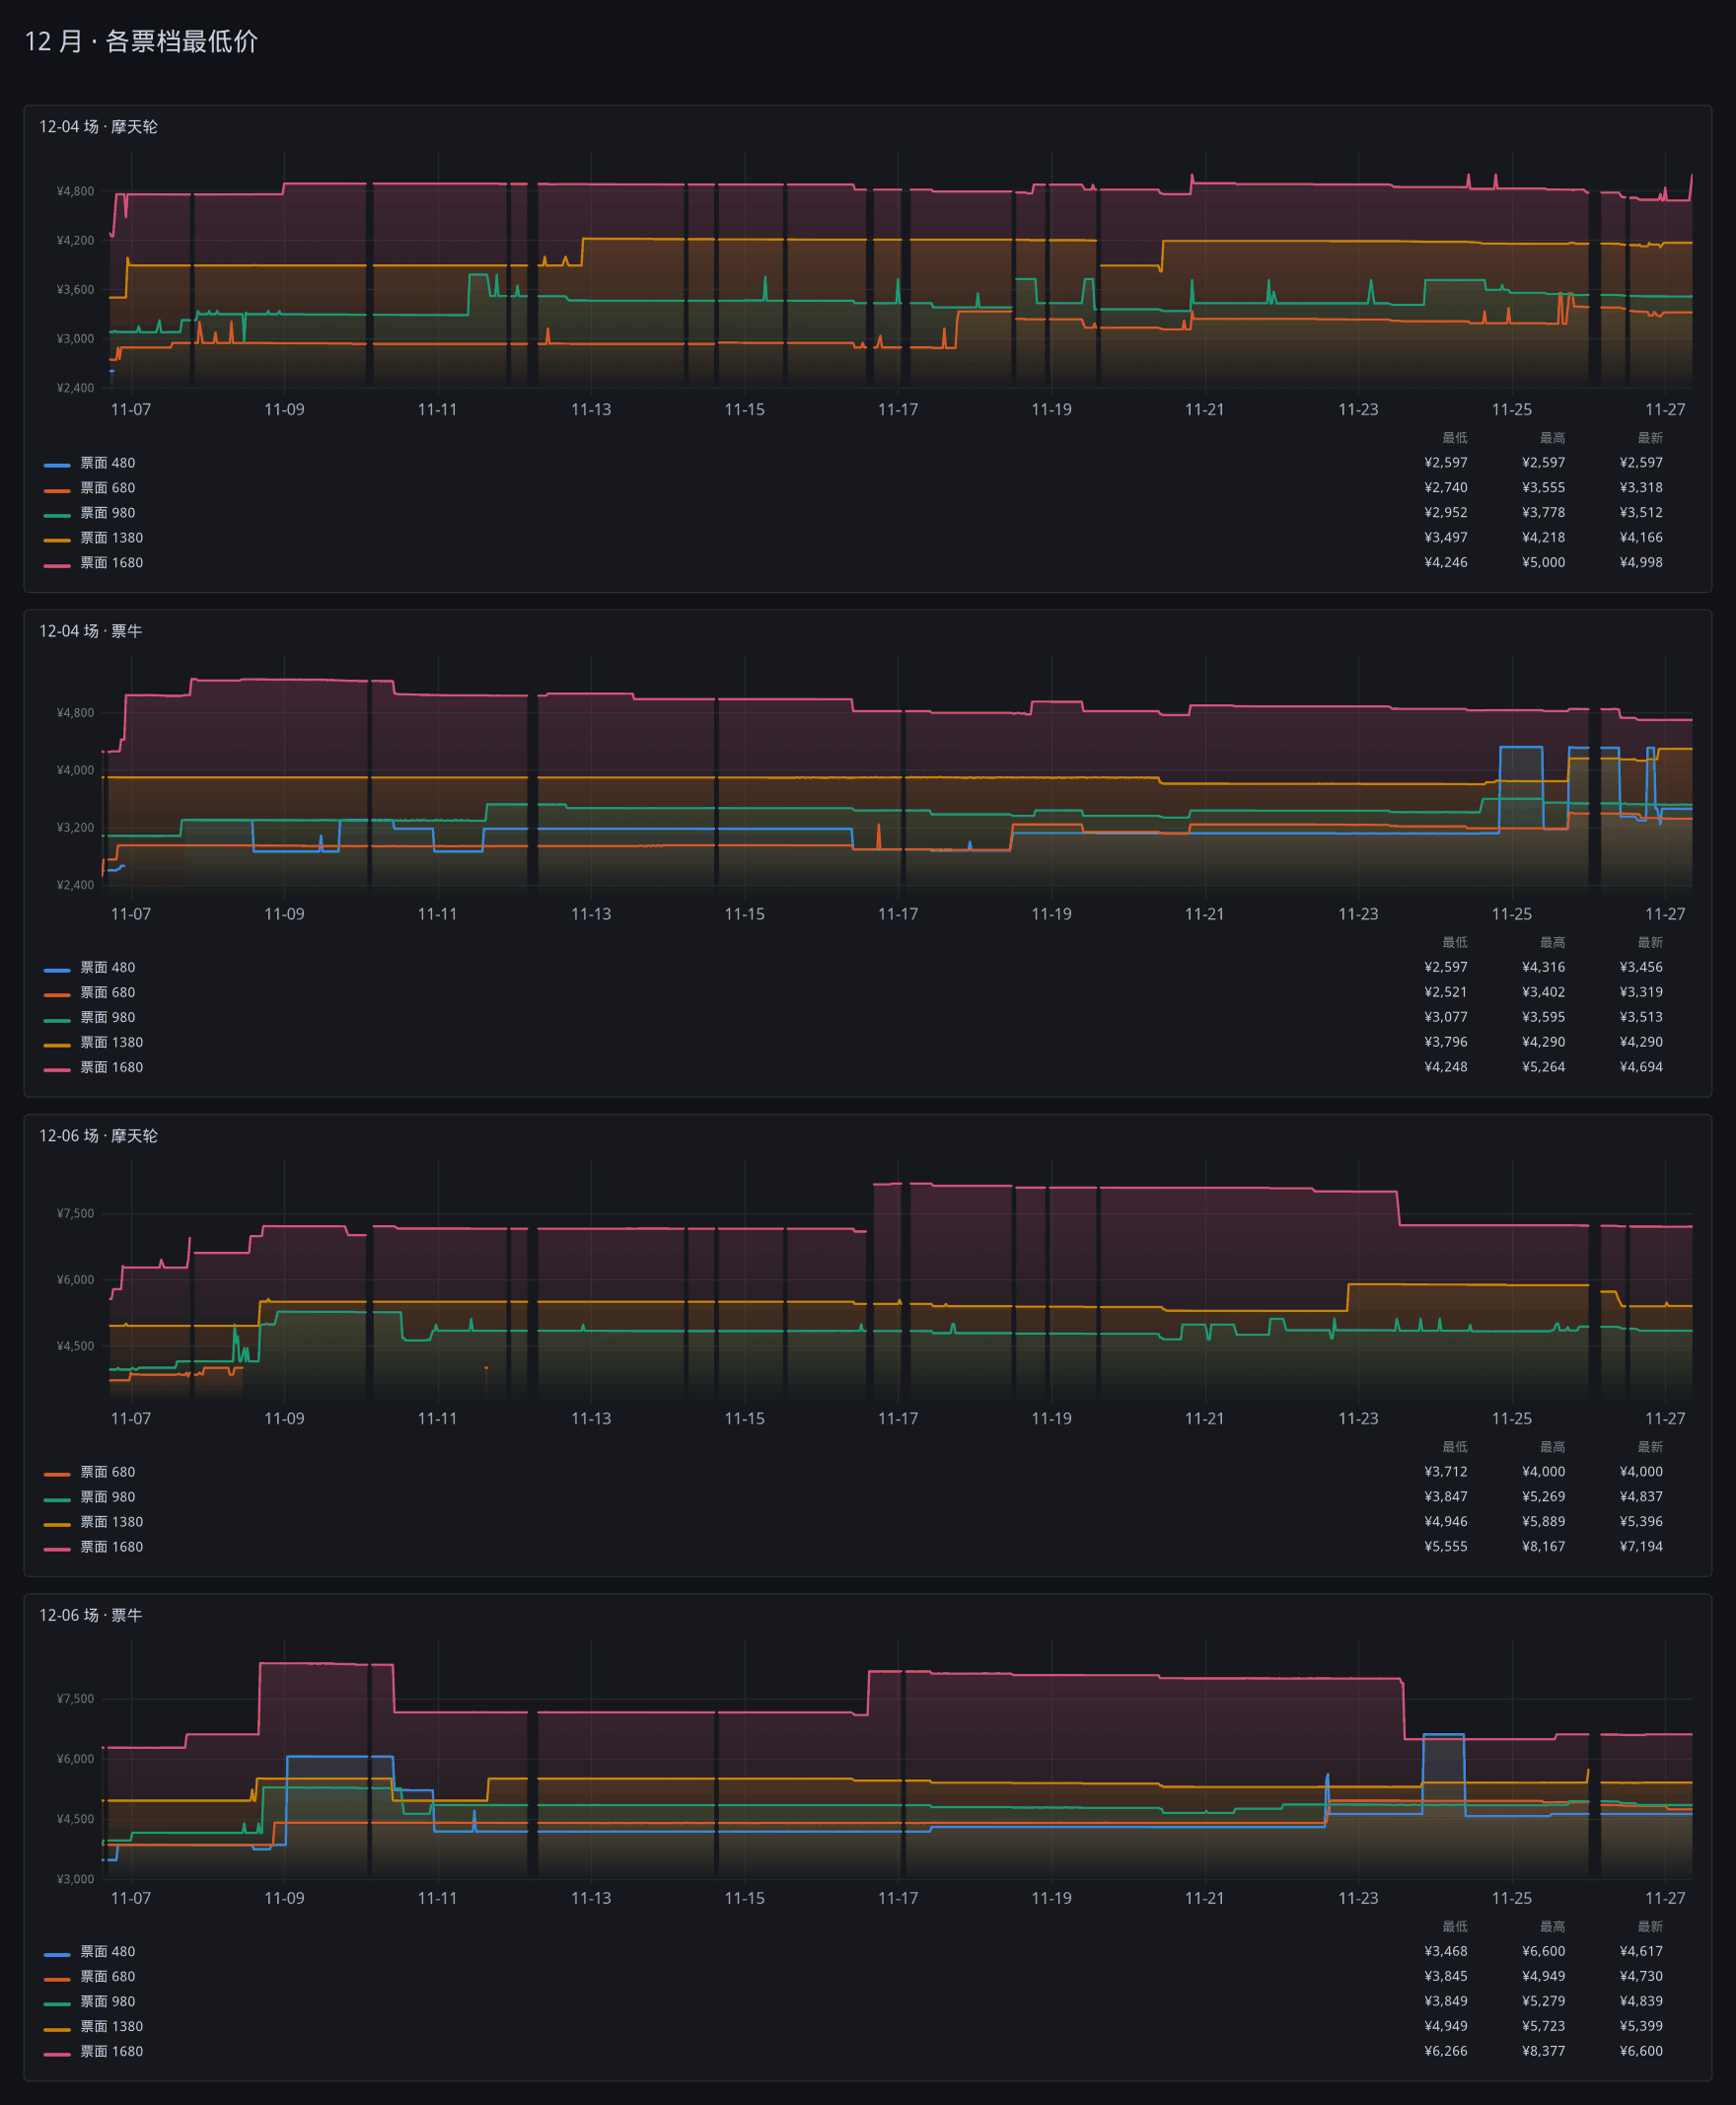 12 月 · 各票档最低价
12-04 场 · 摩天轮
¥4,800
¥4,200
¥3,600
¥3,000
¥2,400
11-07 11-09 11-11 11-13 11-15 11-17 11-19 11-21 11-23 11-25 11-27
最低 最高 最新
票面 480 ¥2,597 ¥2,597 ¥2,597
票面 680 ¥2,740 ¥3,555 ¥3,318
票面 980 ¥2,952 ¥3,778 ¥3,512
票面 1380 ¥3,497 ¥4,218 ¥4,166
票面 1680 ¥4,246 ¥5,000 ¥4,998
12-04 场 · 票牛
¥4,800
¥4,000
¥3,200
¥2,400
11-07 11-09 11-11 11-13 11-15 11-17 11-19 11-21 11-23 11-25 11-27
最低 最高 最新
票面 480 ¥2,597 ¥4,316 ¥3,456
票面 680 ¥2,521 ¥3,402 ¥3,319
票面 980 ¥3,077 ¥3,595 ¥3,513
票面 1380 ¥3,796 ¥4,290 ¥4,290
票面 1680 ¥4,248 ¥5,264 ¥4,694
12-06 场 · 摩天轮
¥7,500
¥6,000
¥4,500
11-07 11-09 11-11 11-13 11-15 11-17 11-19 11-21 11-23 11-25 11-27
最低 最高 最新
票面 680 ¥3,712 ¥4,000 ¥4,000
票面 980 ¥3,847 ¥5,269 ¥4,837
票面 1380 ¥4,946 ¥5,889 ¥5,396
票面 1680 ¥5,555 ¥8,167 ¥7,194
12-06 场 · 票牛
¥7,500
¥6,000
¥4,500
¥3,000
11-07 11-09 11-11 11-13 11-15 11-17 11-19 11-21 11-23 11-25 11-27
最低 最高 最新
票面 480 ¥3,468 ¥6,600 ¥4,617
票面 680 ¥3,845 ¥4,949 ¥4,730
票面 980 ¥3,849 ¥5,279 ¥4,839
票面 1380 ¥4,949 ¥5,723 ¥5,399
票面 1680 ¥6,266 ¥8,377 ¥6,600